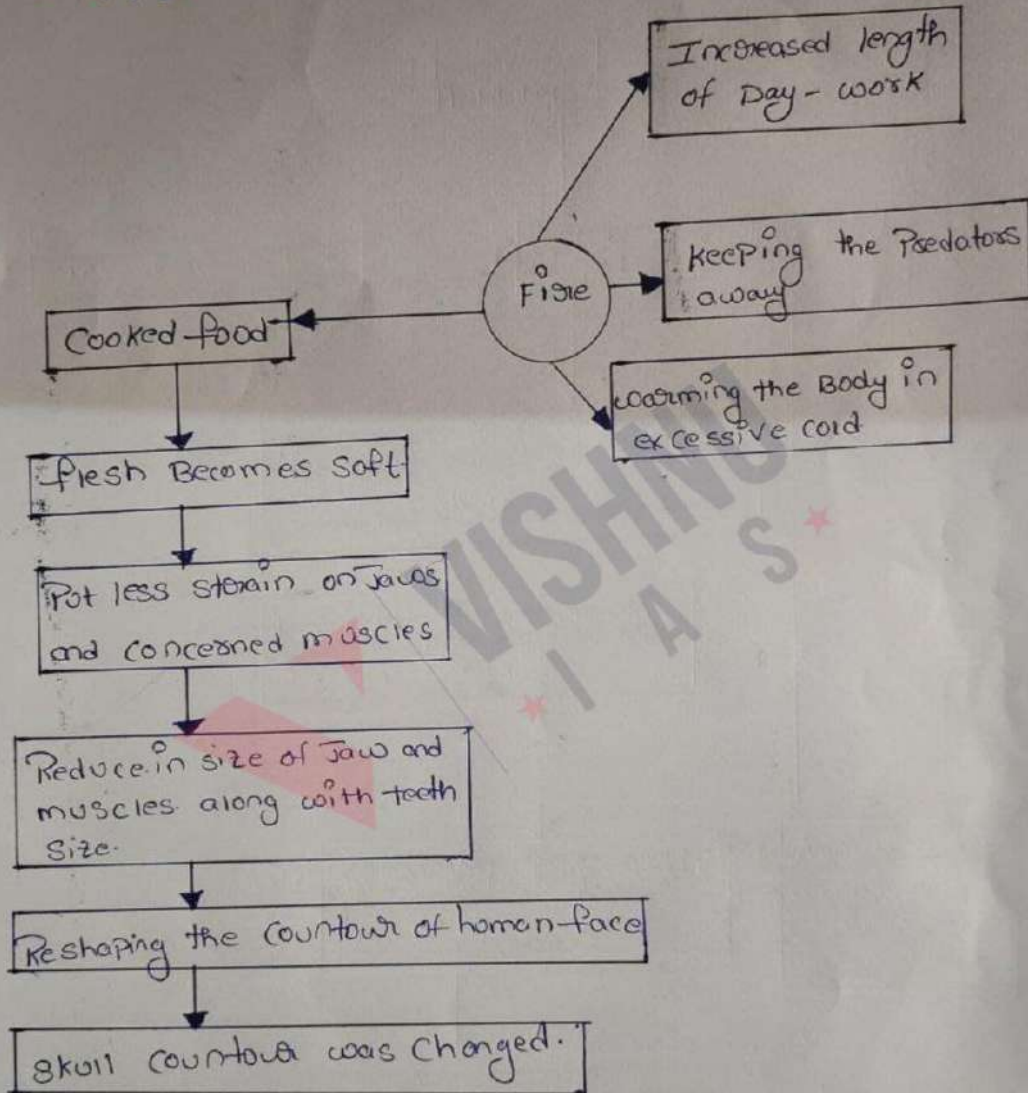 Increased length
of Day - work
Fire
keeping the Predators
away
Cooked food
warming the Body in
excessive cold
flesh Becomes soft
Put less strain on Jaws
and concerned muscles
Reduce in size of Jaw and
muscles along with teeth
size.
Reshaping the countour of human face
skull countour was changed.
VISHNU
IAS